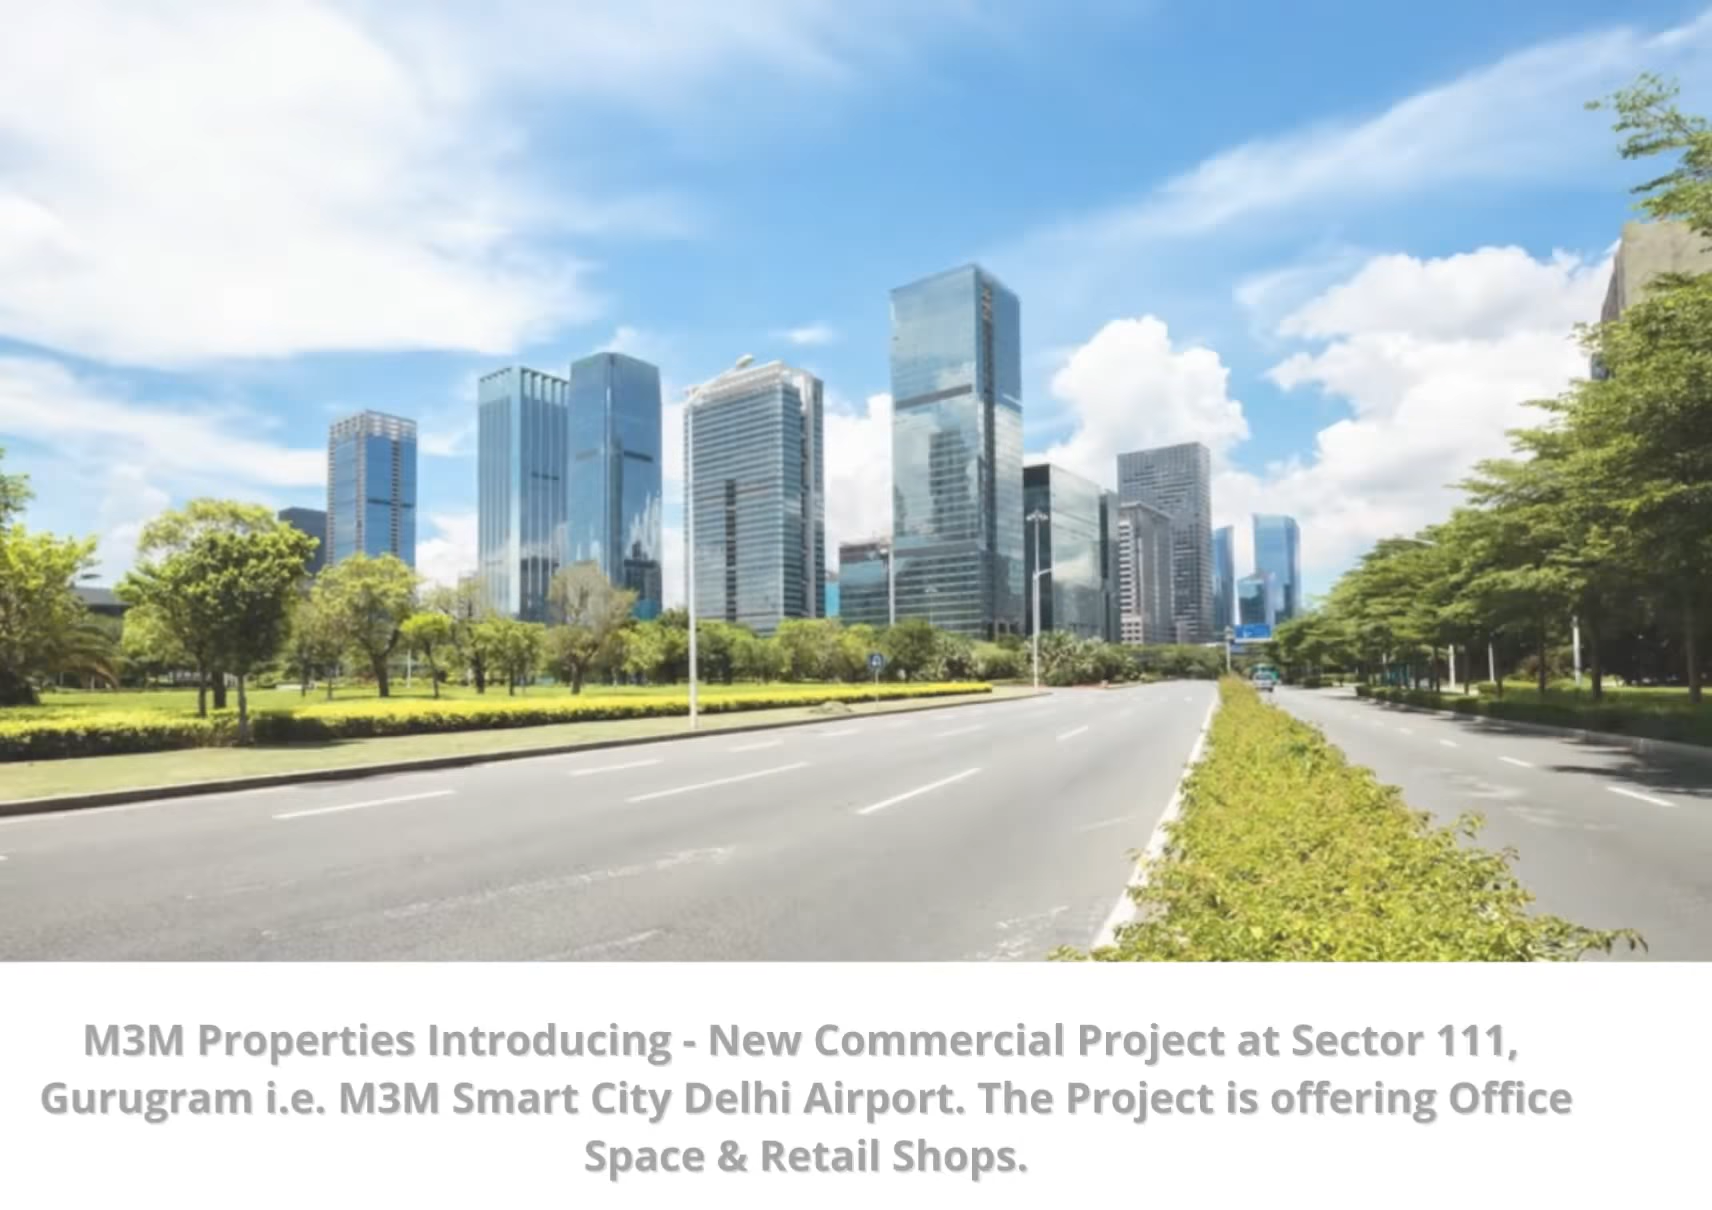 M3M Properties Introducing - New Commercial Project at Sector 111,
Gurugram i.e. M3M Smart City Delhi Airport. The Project is offering Office
Space & Retail Shops.